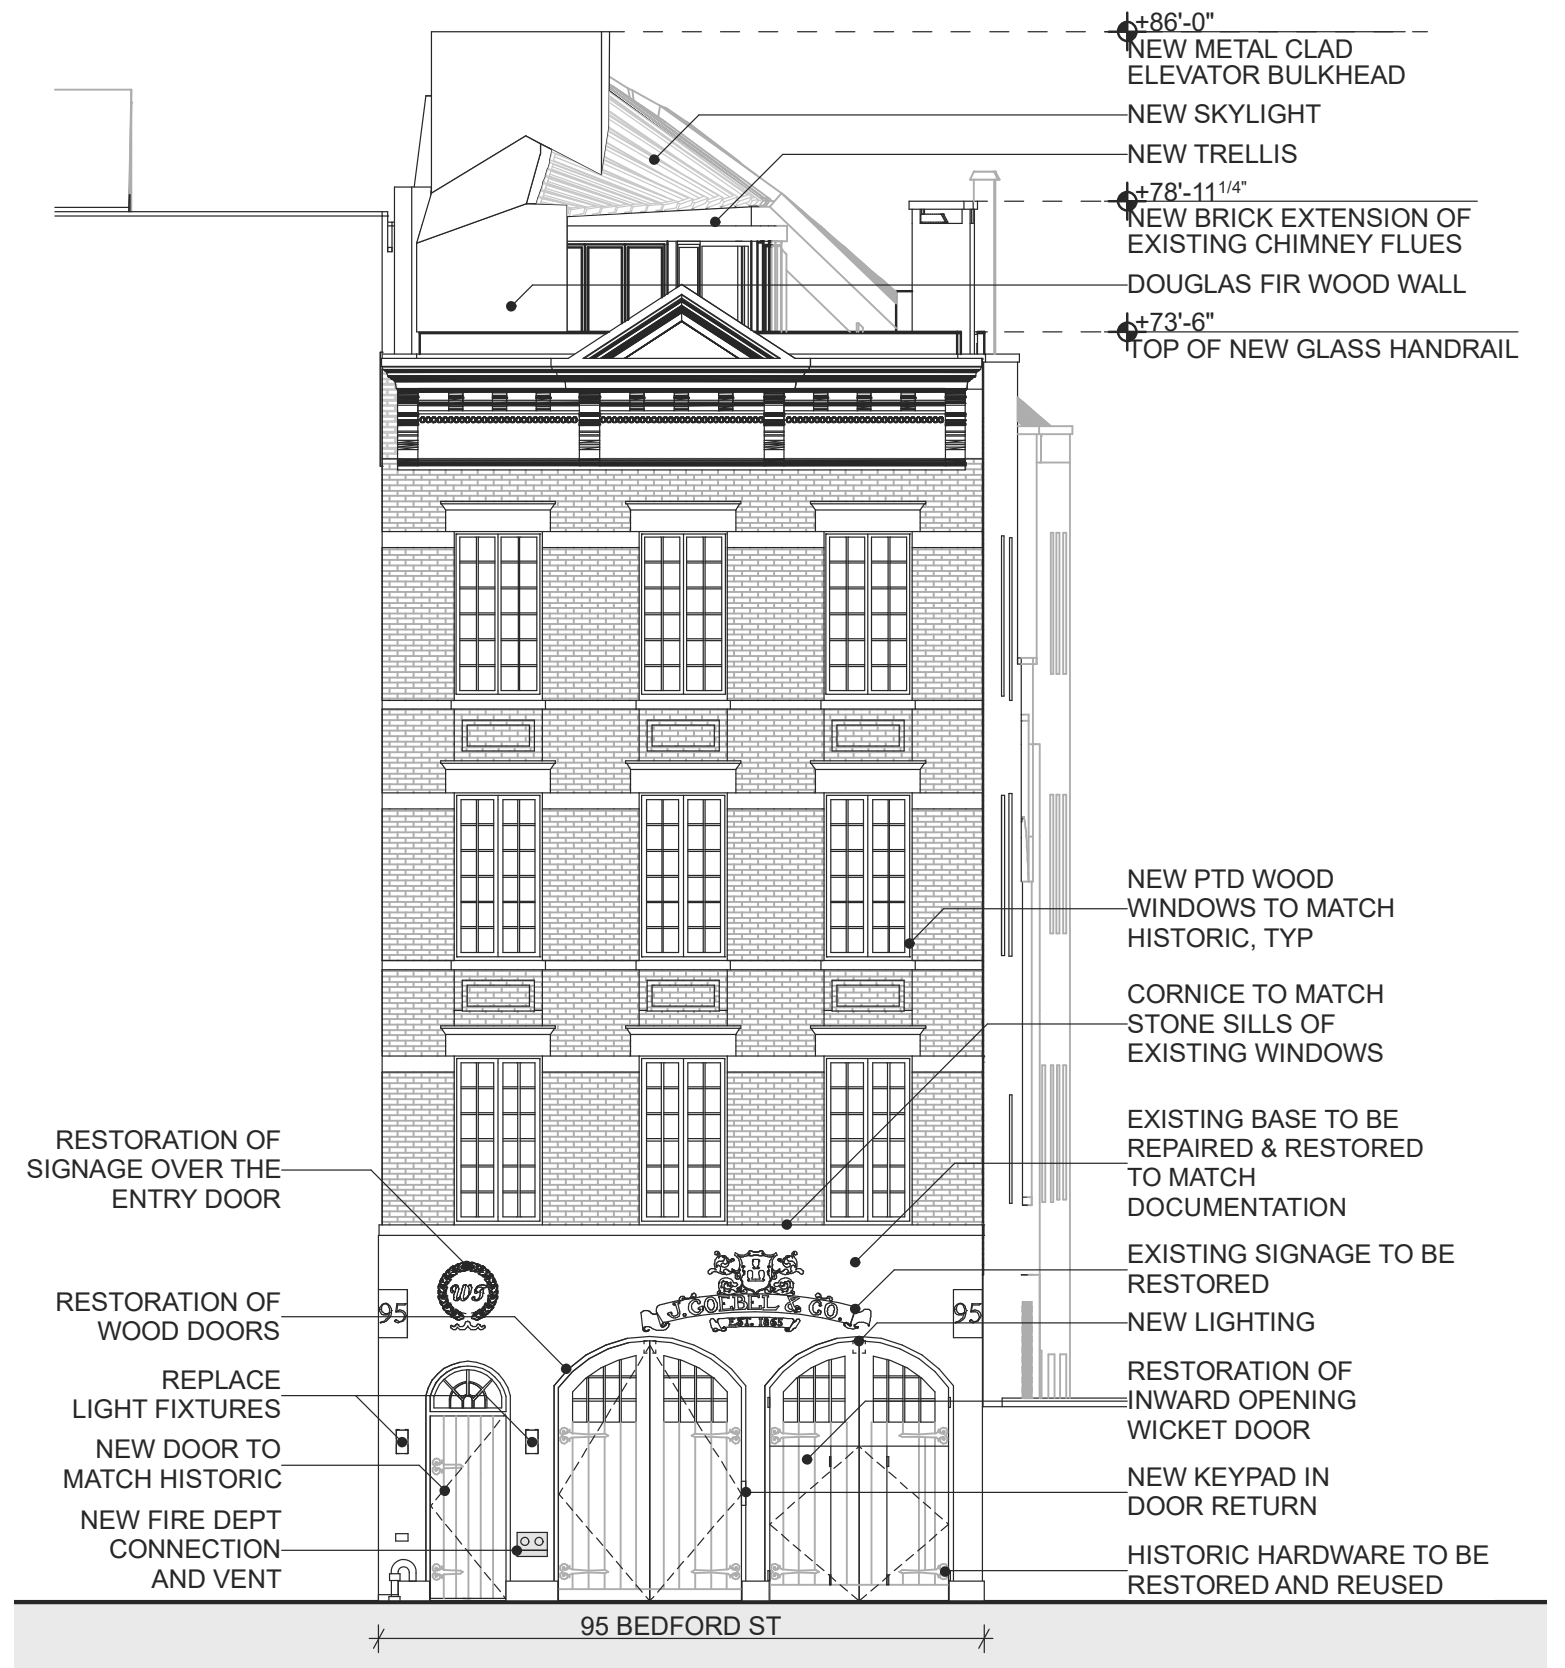 +86'-0"
NEW METAL CLAD
ELEVATOR BULKHEAD
NEW SKYLIGHT
NEW TRELLIS
+78'-11 1/4"
NEW BRICK EXTENSION OF
EXISTING CHIMNEY FLUES
DOUGLAS FIR WOOD WALL
+73'-6"
TOP OF NEW GLASS HANDRAIL
NEW PTD WOOD
WINDOWS TO MATCH
HISTORIC, TYP
CORNICE TO MATCH
STONE SILLS OF
EXISTING WINDOWS
EXISTING BASE TO BE
REPAIRED & RESTORED
TO MATCH
DOCUMENTATION
EXISTING SIGNAGE TO BE
RESTORED
NEW LIGHTING
RESTORATION OF
INWARD OPENING
WICKET DOOR
NEW KEYPAD IN
DOOR RETURN
HISTORIC HARDWARE TO BE
RESTORED AND REUSED
RESTORATION OF
SIGNAGE OVER THE
ENTRY DOOR
RESTORATION OF
WOOD DOORS
REPLACE
LIGHT FIXTURES
NEW DOOR TO
MATCH HISTORIC
NEW FIRE DEPT
CONNECTION
AND VENT
95
J. GOEBEL & CO.
EST. 1865
95
95 BEDFORD ST